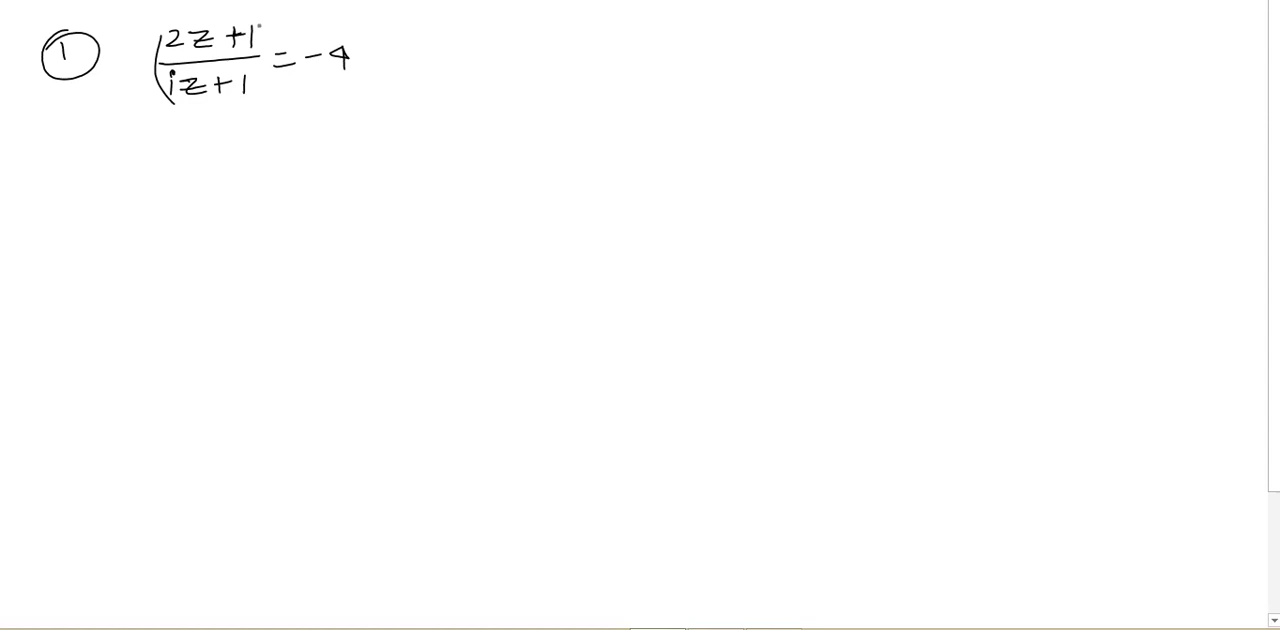 ① (2z+1
iz+1 = -4